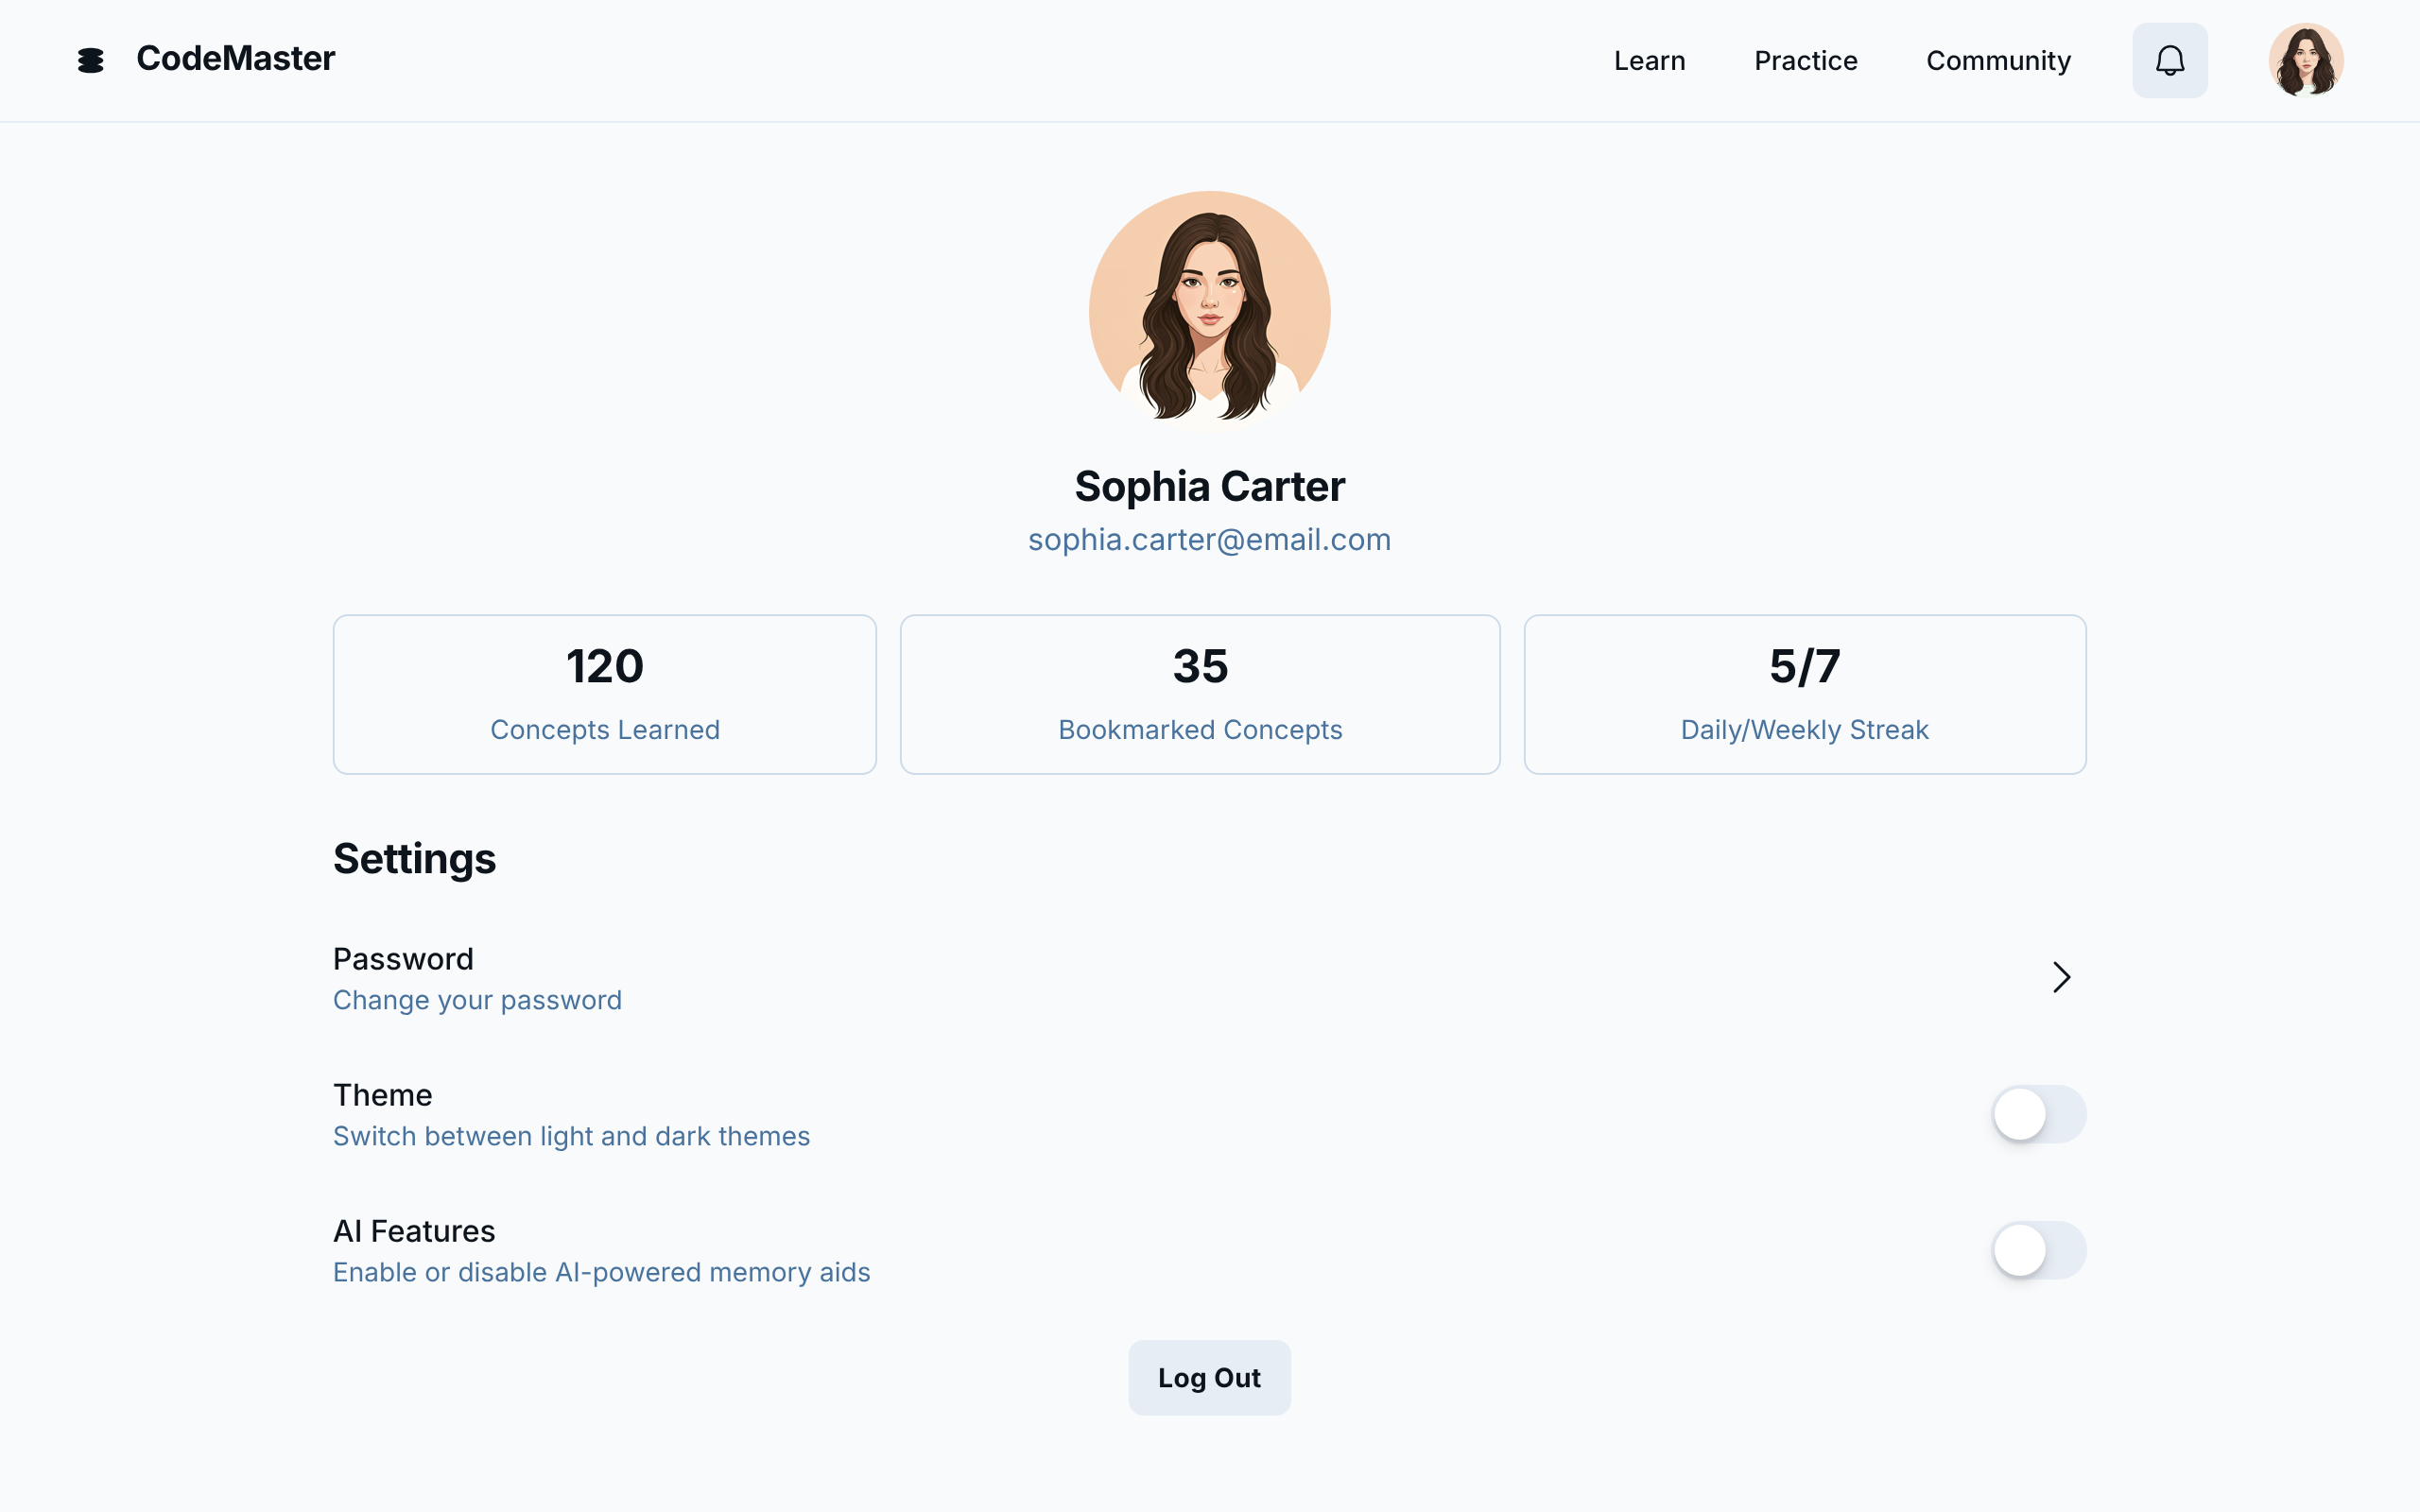 CodeMaster
Learn
Practice
Community
Sophia Carter
sophia.carter@email.com
120
Concepts Learned
35
Bookmarked Concepts
5/7
Daily/Weekly Streak
Settings
Password
Change your password
Theme
Switch between light and dark themes
AI Features
Enable or disable AI-powered memory aids
Log Out